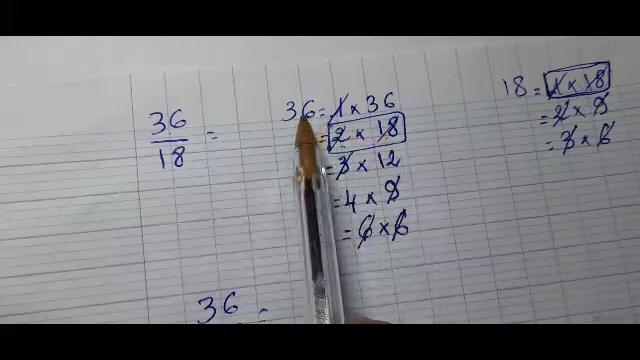 36/18 =
36 = 1 × 36
= 2 × 18
= 3 × 12
= 4 × 9
= 6 × 6
18 = 1 × 18
= 2 × 9
= 3 × 6
36 =